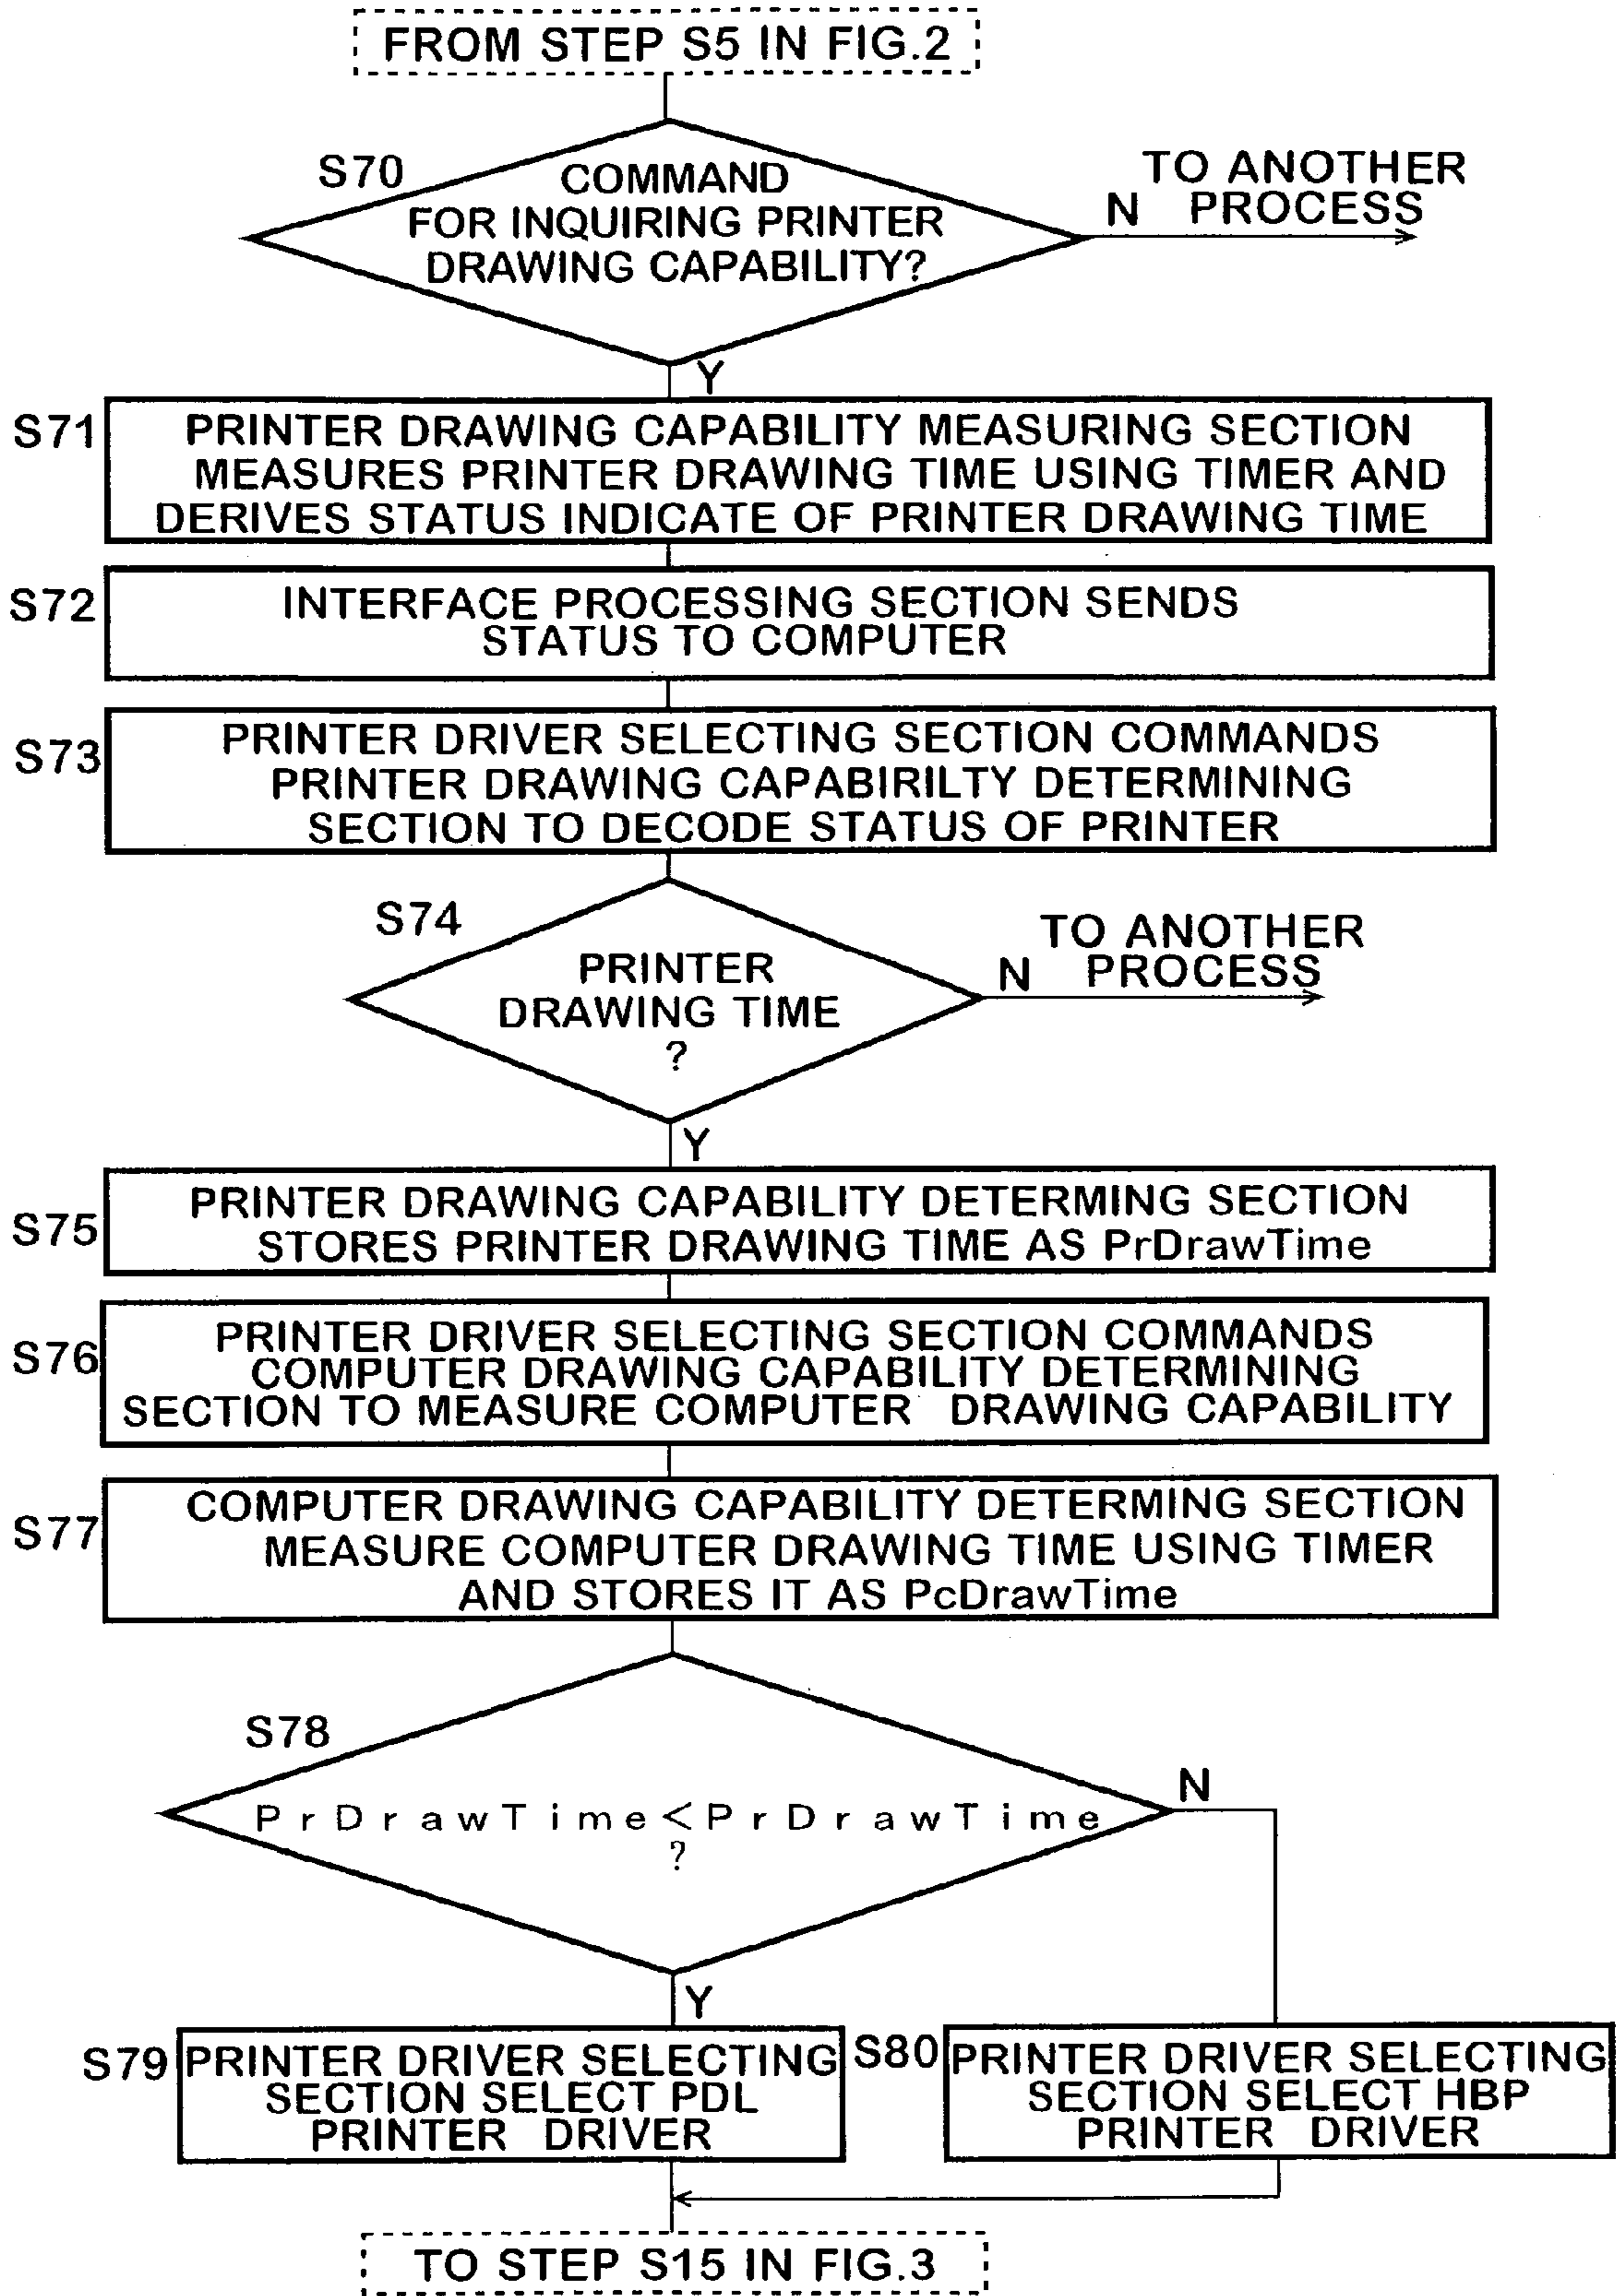 FROM STEP S5 IN FIG.2
S70
COMMAND
FOR INQUIRING PRINTER
DRAWING CAPABILITY?
TO ANOTHER
N PROCESS
Y
S71
PRINTER DRAWING CAPABILITY MEASURING SECTION
MEASURES PRINTER DRAWING TIME USING TIMER AND
DERIVES STATUS INDICATE OF PRINTER DRAWING TIME
S72
INTERFACE PROCESSING SECTION SENDS
STATUS TO COMPUTER
S73
PRINTER DRIVER SELECTING SECTION COMMANDS
PRINTER DRAWING CAPABIRILTY DETERMINING
SECTION TO DECODE STATUS OF PRINTER
S74
PRINTER
DRAWING TIME
?
TO ANOTHER
N PROCESS
Y
S75
PRINTER DRAWING CAPABILITY DETERMING SECTION
STORES PRINTER DRAWING TIME AS PrDrawTime
S76
PRINTER DRIVER SELECTING SECTION COMMANDS
COMPUTER DRAWING CAPABILITY DETERMINING
SECTION TO MEASURE COMPUTER DRAWING CAPABILITY
S77
COMPUTER DRAWING CAPABILITY DETERMING SECTION
MEASURE COMPUTER DRAWING TIME USING TIMER
AND STORES IT AS PcDrawTime
S78
PrDrawTime<PrDrawTime
?
N
Y
S79
PRINTER DRIVER SELECTING
SECTION SELECT PDL
PRINTER DRIVER
S80
PRINTER DRIVER SELECTING
SECTION SELECT HBP
PRINTER DRIVER
TO STEP S15 IN FIG.3